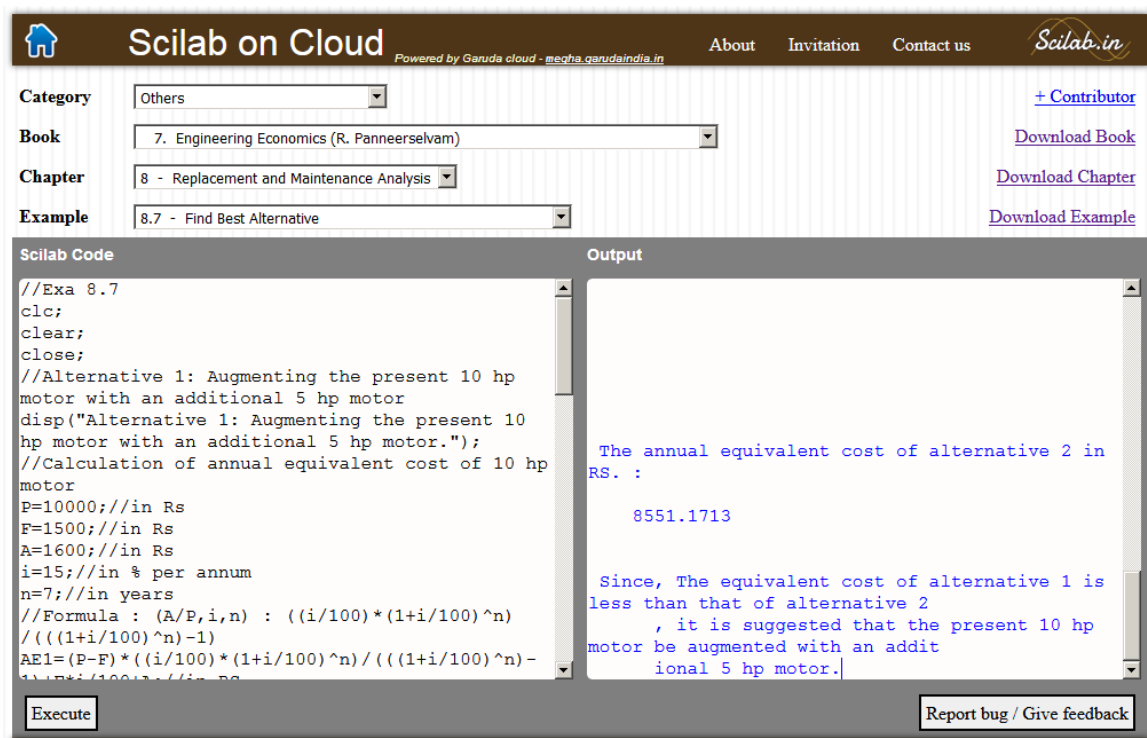 Scilab on Cloud Powered by Garuda cloud - megha.garudaindia.in About Invitation Contact us Scilab.in
Category Others + Contributor
Book 7. Engineering Economics (R. Panneerselvam) Download Book
Chapter 8 - Replacement and Maintenance Analysis Download Chapter
Example 8.7 - Find Best Alternative Download Example
Scilab Code
//Exa 8.7
clc;
clear;
close;
//Alternative 1: Augmenting the present 10 hp
motor with an additional 5 hp motor
disp("Alternative 1: Augmenting the present 10
hp motor with an additional 5 hp motor.");
//Calculation of annual equivalent cost of 10 hp
motor
P=10000;//in Rs
F=1500;//in Rs
A=1600;//in Rs
i=15;//in % per annum
n=7;//in years
//Formula : (A/P,i,n) : ((i/100)*(1+i/100)^n)
/(((1+i/100)^n)-1)
AE1=(P-F)*((i/100)*(1+i/100)^n)/(((1+i/100)^n)-
1)+F*i/100+A;//in RS
Output
The annual equivalent cost of alternative 2 in
RS. :
8551.1713
Since, The equivalent cost of alternative 1 is
less than that of alternative 2
, it is suggested that the present 10 hp
motor be augmented with an addit
ional 5 hp motor.
Execute
Report bug / Give feedback